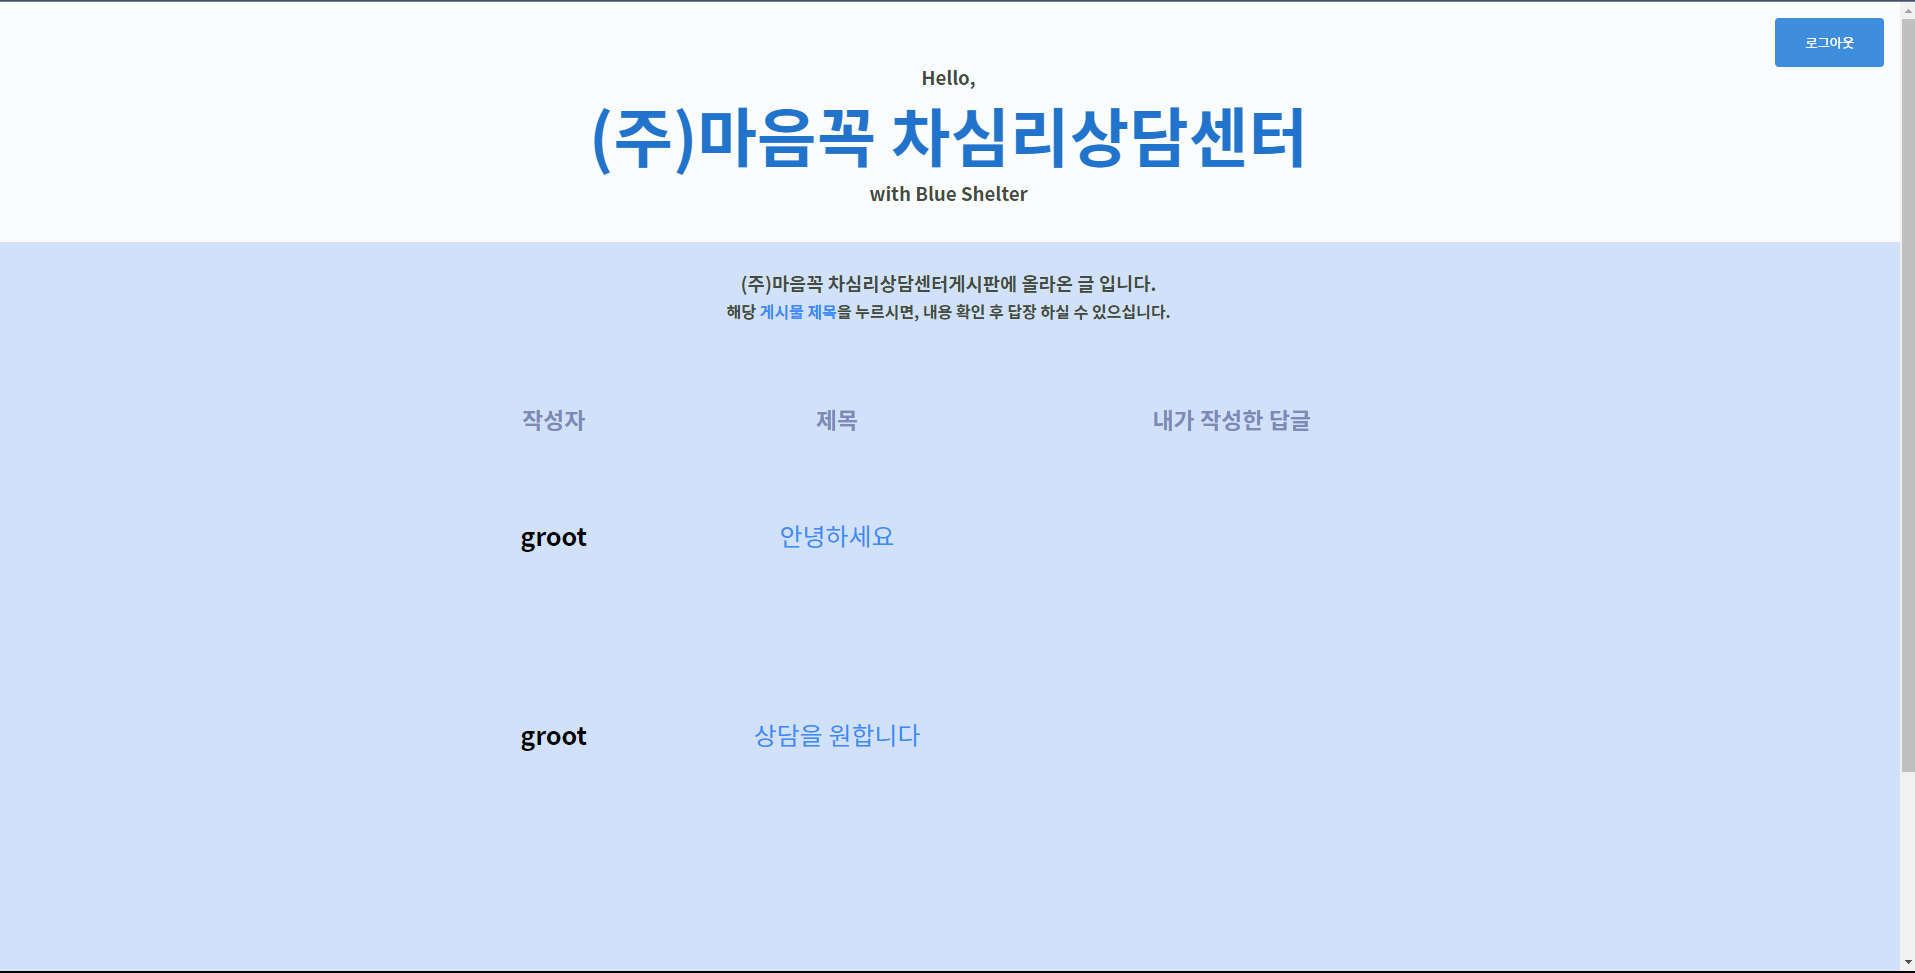 로그아웃
Hello,
(주)마음꼭 차심리상담센터
with Blue Shelter
(주)마음꼭 차심리상담센터게시판에 올라온 글 입니다.
해당 게시물 제목을 누르시면, 내용 확인 후 답장 하실 수 있으십니다.
작성자 제목 내가 작성한 답글
groot 안녕하세요
groot 상담을 원합니다